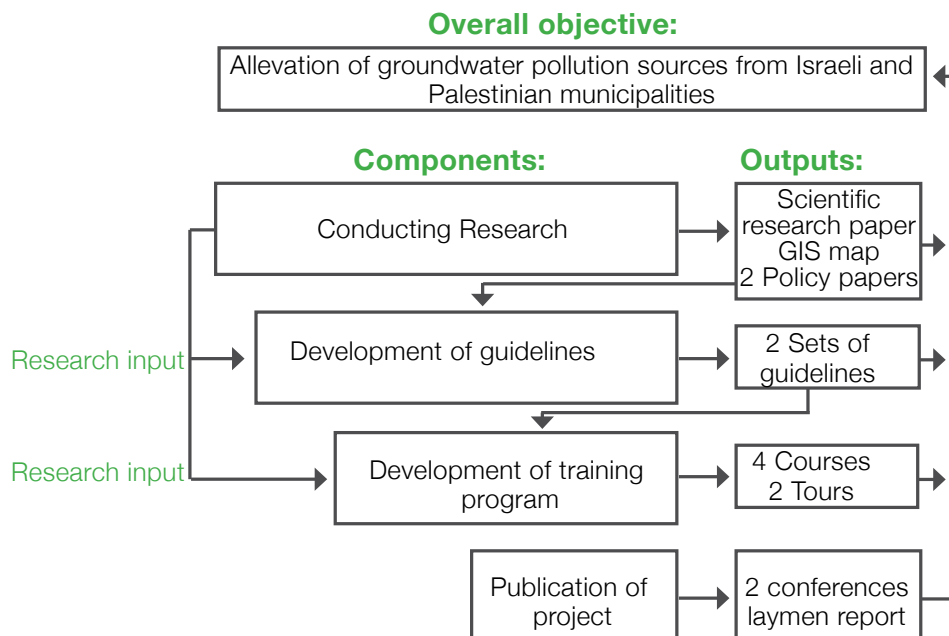 Overall objective:
Allevation of groundwater pollution sources from Israeli and
Palestinian municipalities
Components:
Outputs:
Conducting Research
Scientific
research paper
GIS map
2 Policy papers
Research input
Development of guidelines
2 Sets of
guidelines
Research input
Development of training
program
4 Courses
2 Tours
Publication of
project
2 conferences
laymen report